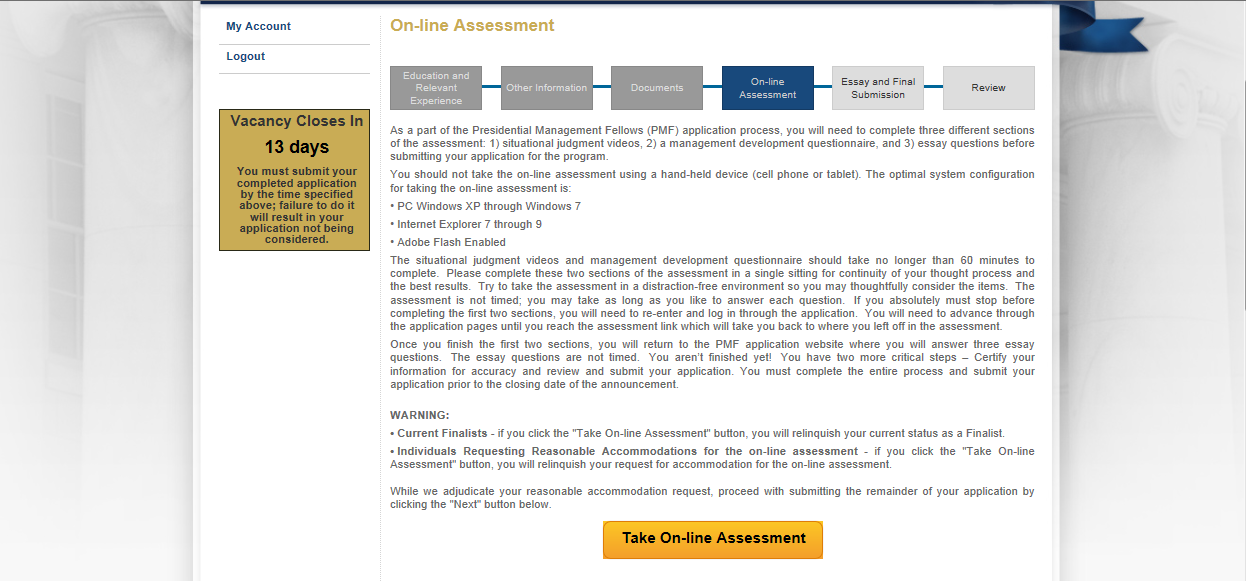 My Account
Logout
Vacancy Closes In
13 days
You must submit your
completed application
by the time specified
above; failure to do it
will result in your
application not being
considered.
On-line Assessment
Education and
Relevant
Experience
Other Information
Documents
On-line
Assessment
Essay and Final
Submission
Review
As a part of the Presidential Management Fellows (PMF) application process, you will need to complete three different sections
of the assessment: 1) situational judgment videos, 2) a management development questionnaire, and 3) essay questions before
submitting your application for the program.
You should not take the on-line assessment using a hand-held device (cell phone or tablet). The optimal system configuration
for taking the on-line assessment is:
• PC Windows XP through Windows 7
• Internet Explorer 7 through 9
• Adobe Flash Enabled
The situational judgment videos and management development questionnaire should take no longer than 60 minutes to
complete. Please complete these two sections of the assessment in a single sitting for continuity of your thought process and
the best results. Try to take the assessment in a distraction-free environment so you may thoughtfully consider the items. The
assessment is not timed; you may take as long as you like to answer each question. If you absolutely must stop before
completing the first two sections, you will need to re-enter and log in through the application. You will need to advance through
the application pages until you reach the assessment link which will take you back to where you left off in the assessment.
Once you finish the first two sections, you will return to the PMF application website where you will answer three essay
questions. The essay questions are not timed. You aren't finished yet! You have two more critical steps – Certify your
information for accuracy and review and submit your application. You must complete the entire process and submit your
application prior to the closing date of the announcement.
WARNING:
• Current Finalists - if you click the "Take On-line Assessment" button, you will relinquish your current status as a Finalist.
• Individuals Requesting Reasonable Accommodations for the on-line assessment - if you click the "Take On-line
Assessment" button, you will relinquish your request for accommodation for the on-line assessment.
While we adjudicate your reasonable accommodation request, proceed with submitting the remainder of your application by
clicking the "Next" button below.
Take On-line Assessment